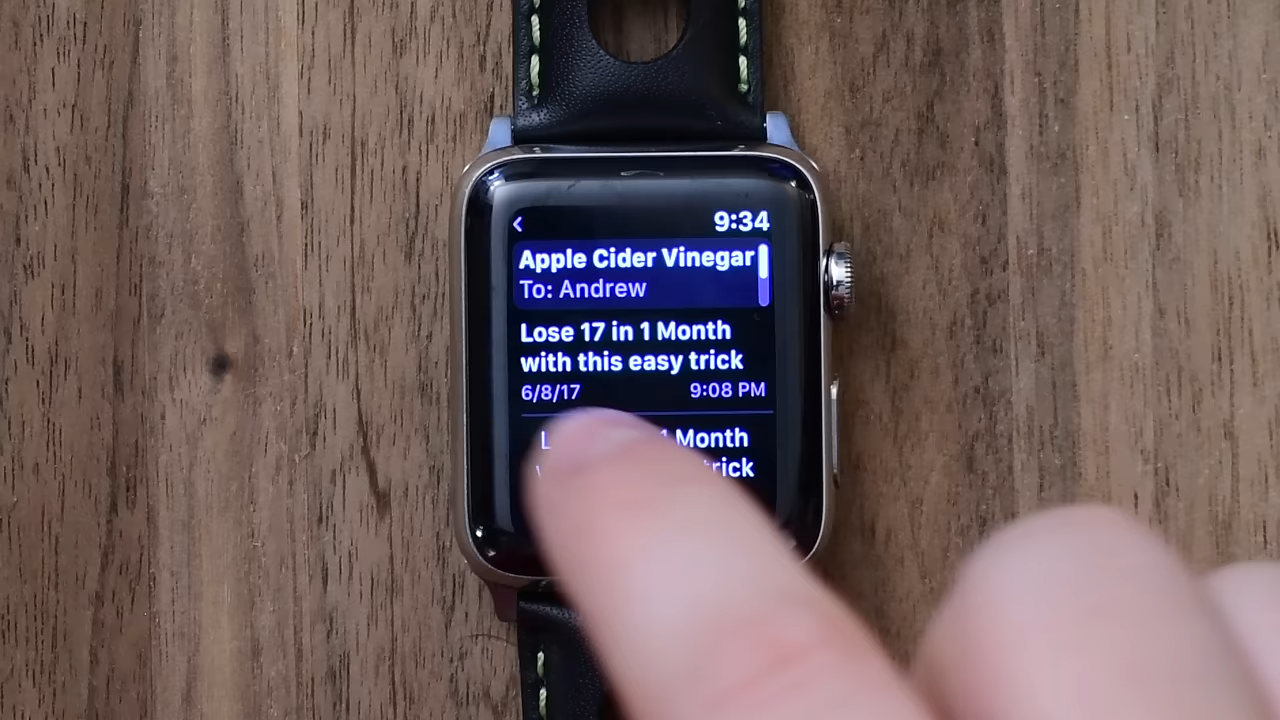 9:34
Apple Cider Vinegar
To: Andrew
Lose 17 in 1 Month
with this easy trick
6/8/17 9:08 PM
1 Month
trick